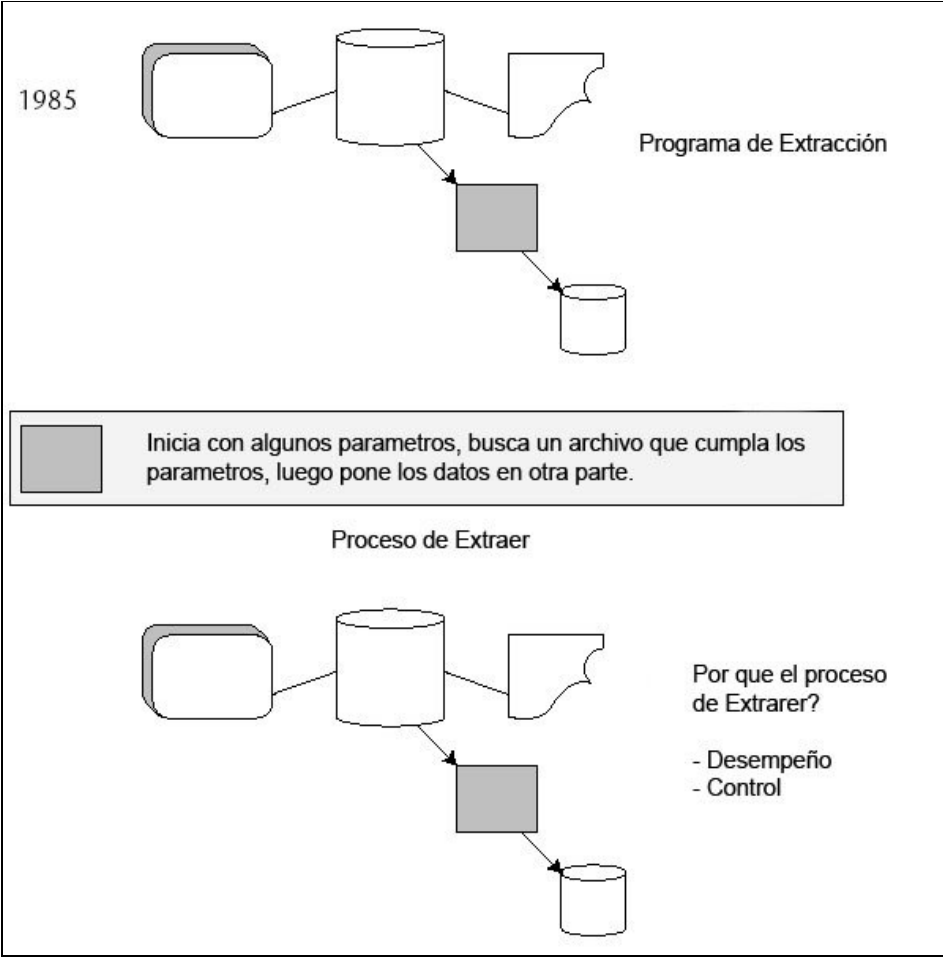 1985
Programa de Extracción
Inicia con algunos parametros, busca un archivo que cumpla los
parametros, luego pone los datos en otra parte.
Proceso de Extraer
Por que el proceso
de Extrarer?
- Desempeño
- Control